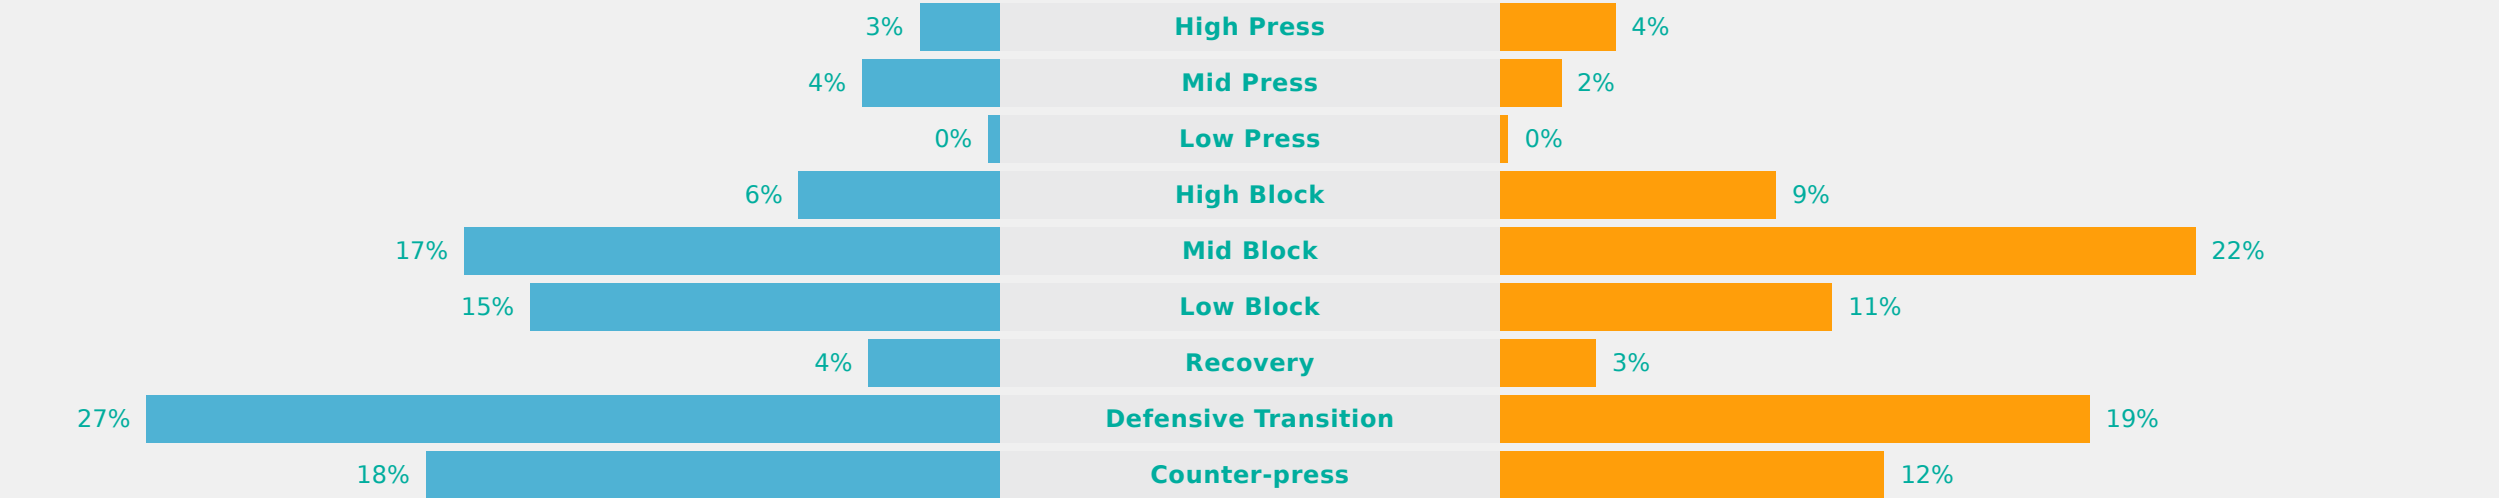 3% High Press 4%
4% Mid Press 2%
0% Low Press 0%
6% High Block 9%
17% Mid Block 22%
15% Low Block 11%
4% Recovery 3%
27% Defensive Transition 19%
18% Counter-press 12%